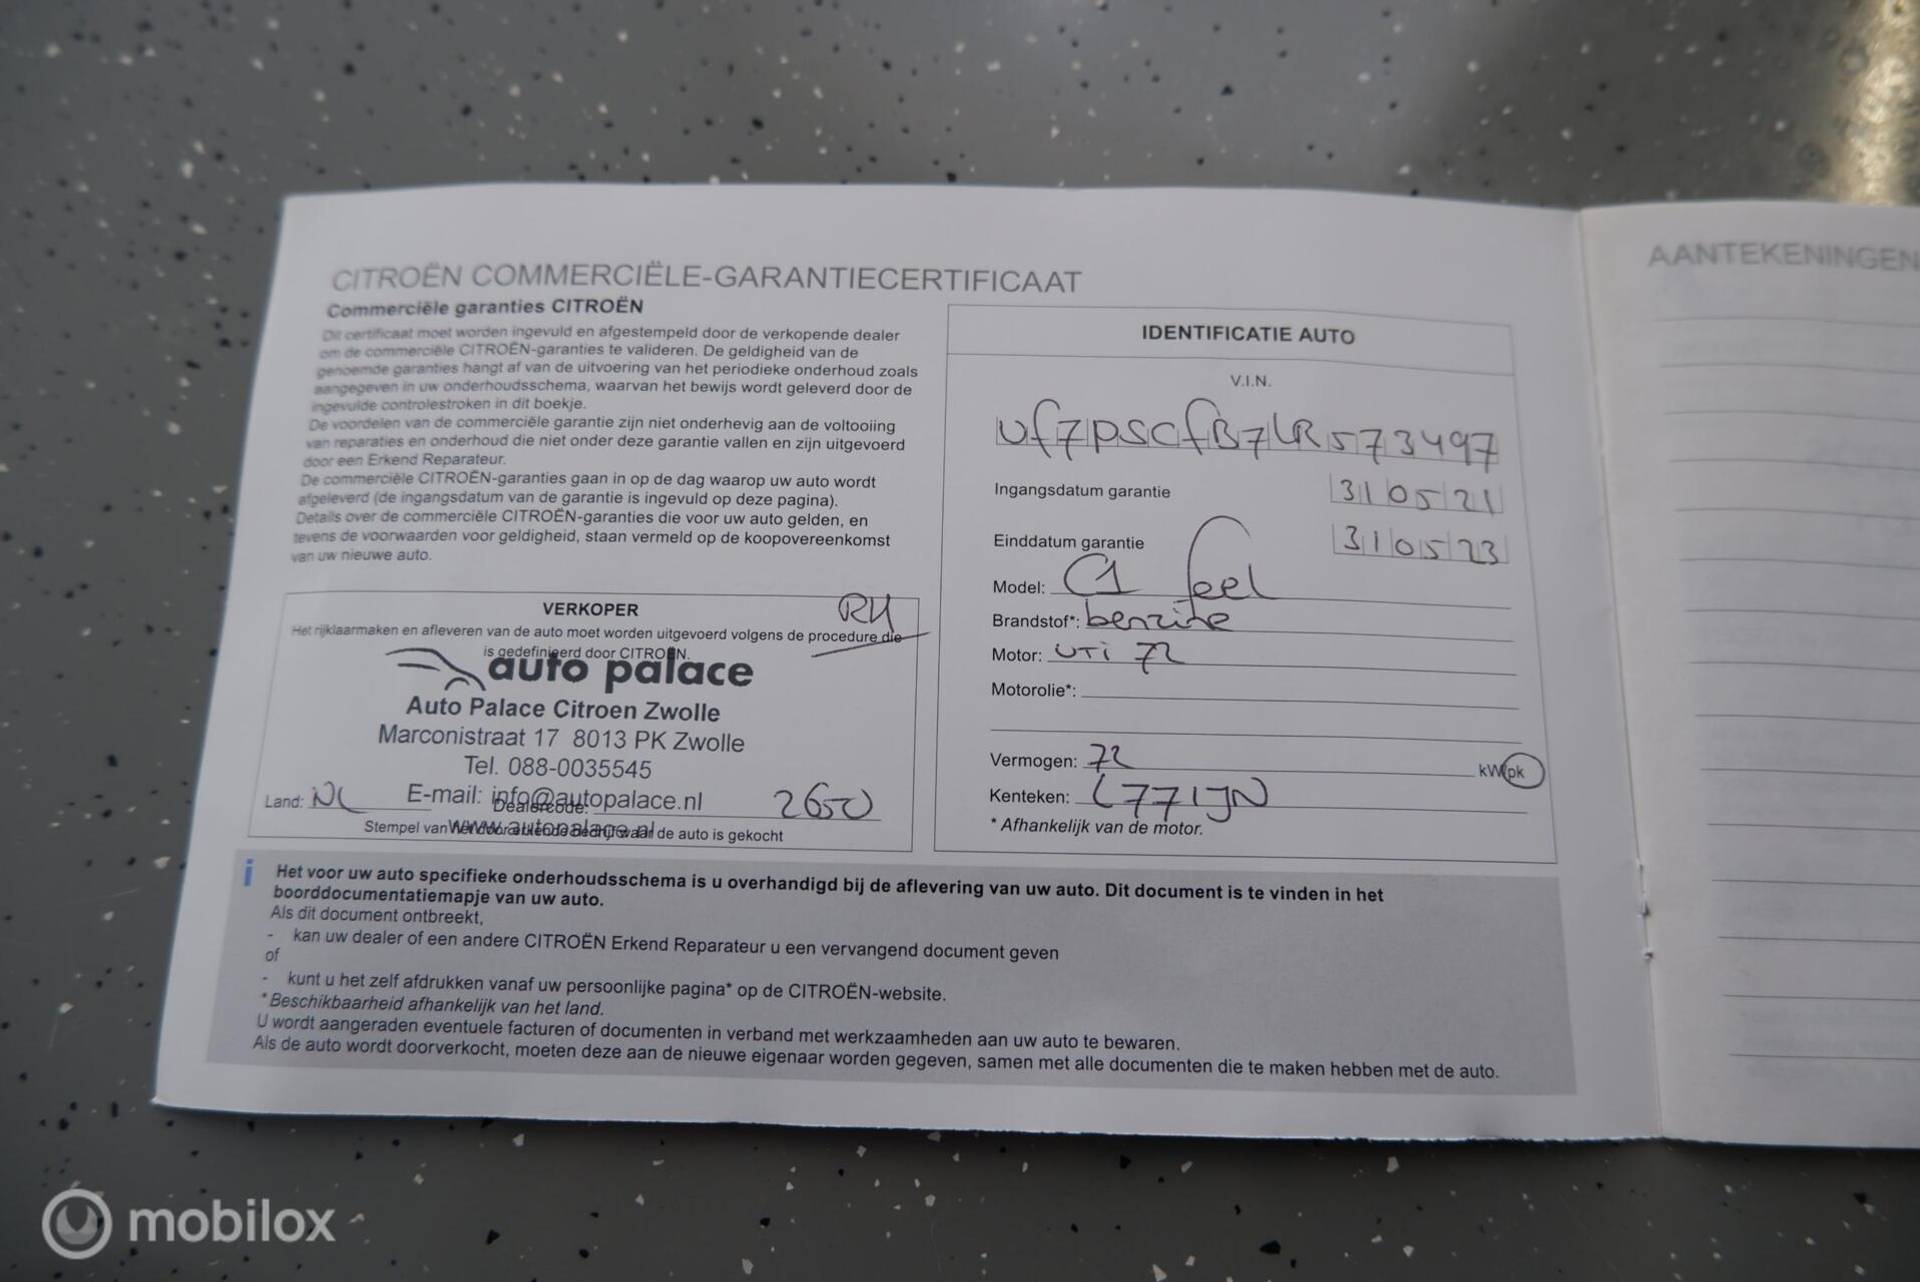 CITROËN COMMERCIËLE-GARANTIECERTIFICAAT
Commerciële garanties CITROËN
Dit certificaat moet worden ingevuld en afgestempeld door de verkopende dealer
om de commerciële CITROËN-garanties te valideren. De geldigheid van de
genoemde garanties hangt af van de uitvoering van het periodieke onderhoud zoals
aangegeven in uw onderhoudsschema, waarvan het bewijs wordt geleverd door de
ingevulde controlestroken in dit boekje.
De voordelen van de commerciële garantie zijn niet onderhevig aan de voltooiing
van reparaties en onderhoud die niet onder deze garantie vallen en zijn uitgevoerd
door een Erkend Reparateur.
De commerciële CITROËN-garanties gaan in op de dag waarop uw auto wordt
afgeleverd (de ingangsdatum van de garantie is ingevuld op deze pagina).
Details over de commerciële CITROËN-garanties die voor uw auto gelden, en
tevens de voorwaarden voor geldigheid, staan vermeld op de koopovereenkomst
van uw nieuwe auto.
VERKOPER
Het rijklaarmaken en afleveren van de auto moet worden uitgevoerd volgens de procedure die
is gedefinieerd door CITROËN.
auto palace
Auto Palace Citroen Zwolle
Marconistraat 17 8013 PK Zwolle
Tel. 088-0035545
E-mail: info@autopalace.nl
Land: NL Dealercode: 2650
www.autopalace.nl
Stempel van het door erkende bedrijf waar de auto is gekocht
IDENTIFICATIE AUTO
V.I.N.
Uf7PSCfB7LR573497
Ingangsdatum garantie 31 05 21
Einddatum garantie 31 05 23
Model: C1 feel
Brandstof*: benzine
Motor: UTi 72
Motorolie*:
Vermogen: 72 kW/pk
Kenteken: L771JN
* Afhankelijk van de motor.
i Het voor uw auto specifieke onderhoudsschema is u overhandigd bij de aflevering van uw auto. Dit document is te vinden in het
boorddocumentatiemapje van uw auto.
Als dit document ontbreekt,
- kan uw dealer of een andere CITROËN Erkend Reparateur u een vervangend document geven
of
- kunt u het zelf afdrukken vanaf uw persoonlijke pagina* op de CITROËN-website.
*Beschikbaarheid afhankelijk van het land.
U wordt aangeraden eventuele facturen of documenten in verband met werkzaamheden aan uw auto te bewaren.
Als de auto wordt doorverkocht, moeten deze aan de nieuwe eigenaar worden gegeven, samen met alle documenten die te maken hebben met de auto.
AANTEKENINGEN
mobilox